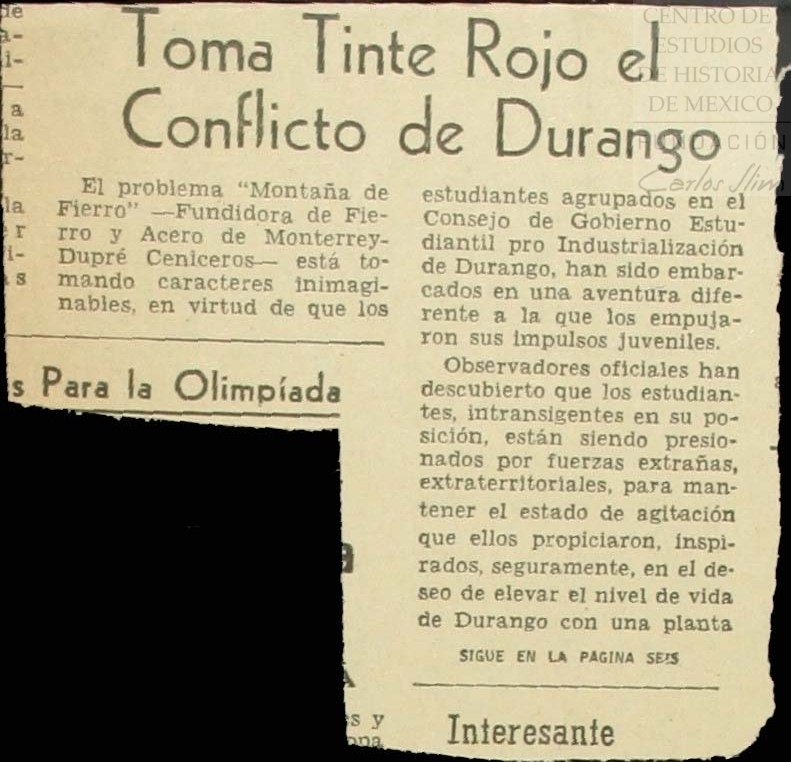 CENTRO DE
ESTUDIOS
DE HISTORIA
DE MEXICO
FUNDACIÓN
Carlos Slim
Toma Tinte Rojo el
Conflicto de Durango
El problema "Montaña de
Fierro" —Fundidora de Fie-
rro y Acero de Monterrey-
Dupré Ceniceros— está to-
mando caracteres inimagi-
nables, en virtud de que los
estudiantes agrupados en el
Consejo de Gobierno Estu-
diantil pro Industrialización
de Durango, han sido embar-
cados en una aventura dife-
rente a la que los empuja-
ron sus impulsos juveniles.
Observadores oficiales han
descubierto que los estudian-
tes, intransigentes en su po-
sición, están siendo presio-
nados por fuerzas extrañas,
extraterritoriales, para man-
tener el estado de agitación
que ellos propiciaron, inspi-
rados, seguramente, en el de-
seo de elevar el nivel de vida
de Durango con una planta
SIGUE EN LA PAGINA SEIS
s Para la Olimpíada
Interesante